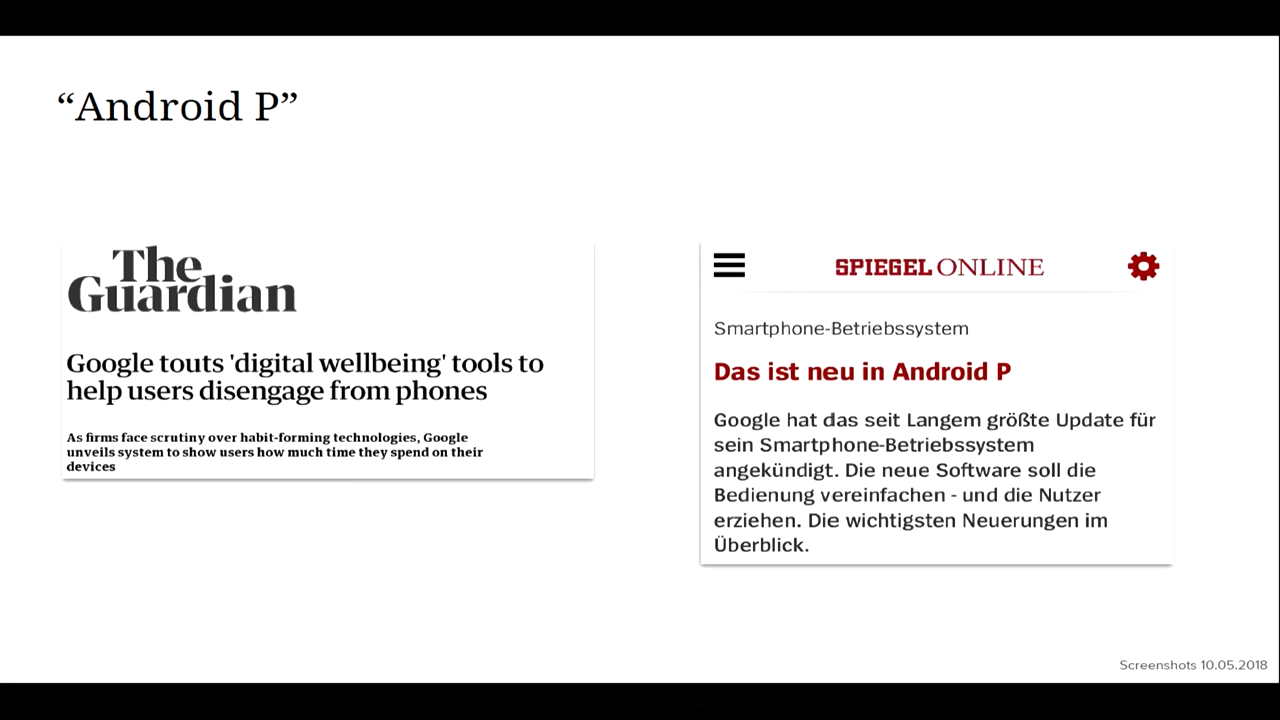 “Android P”
The
Guardian
Google touts 'digital wellbeing' tools to
help users disengage from phones
As firms face scrutiny over habit-forming technologies, Google
unveils system to show users how much time they spend on their
devices
SPIEGEL ONLINE
Smartphone-Betriebssystem
Das ist neu in Android P
Google hat das seit Langem größte Update für
sein Smartphone-Betriebssystem
angekündigt. Die neue Software soll die
Bedienung vereinfachen - und die Nutzer
erziehen. Die wichtigsten Neuerungen im
Überblick.
Screenshots 10.05.2018